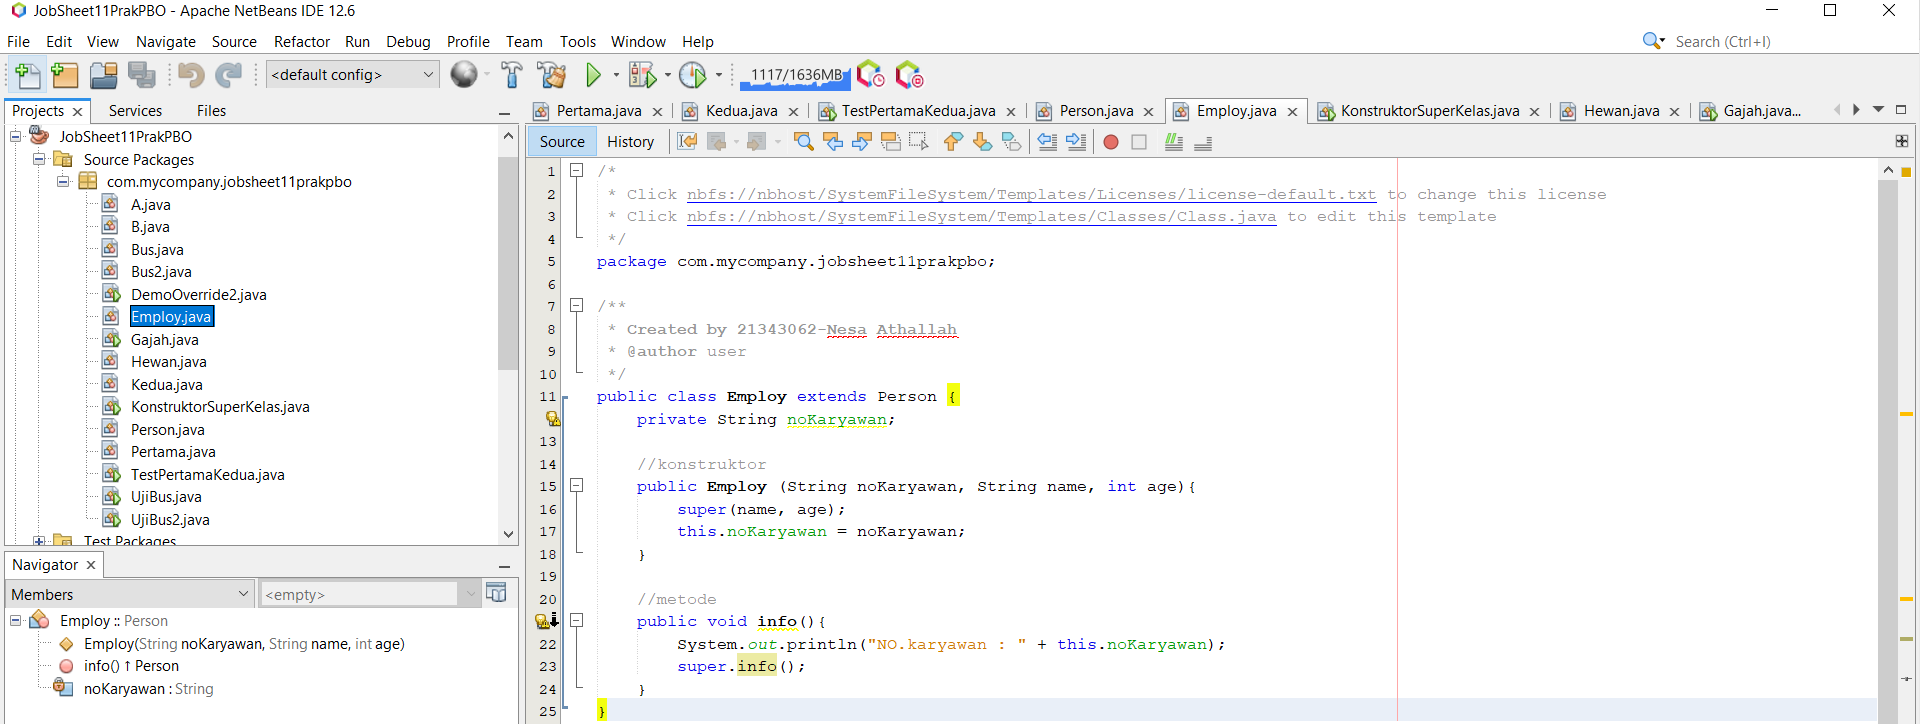 JobSheet11PrakPBO - Apache NetBeans IDE 12.6
File Edit View Navigate Source Refactor Run Debug Profile Team Tools Window Help
Search (Ctrl+I)
<default config>
1117/1636MB
Projects Services Files
JobSheet11PrakPBO
Source Packages
com.mycompany.jobsheet11prakpbo
A.java
B.java
Bus.java
Bus2.java
DemoOverride2.java
Employ.java
Gajah.java
Hewan.java
Kedua.java
KonstruktorSuperKelas.java
Person.java
Pertama.java
TestPertamaKedua.java
UjiBus.java
UjiBus2.java
Test Packages
Navigator
Members
<empty>
Employ :: Person
Employ(String noKaryawan, String name, int age)
info() ↑ Person
noKaryawan : String
Pertama.java Kedua.java TestPertamaKedua.java Person.java Employ.java KonstruktorSuperKelas.java Hewan.java Gajah.java...
Source History
1 /*
2 * Click nbfs://nbhost/SystemFileSystem/Templates/Licenses/license-default.txt to change this license
3 * Click nbfs://nbhost/SystemFileSystem/Templates/Classes/Class.java to edit this template
4 */
5 package com.mycompany.jobsheet11prakpbo;
6
7 /**
8 * Created by 21343062-Nesa Athallah
9 * @author user
10 */
11 public class Employ extends Person {
private String noKaryawan;
13
14 //konstruktor
15 public Employ (String noKaryawan, String name, int age){
16 super(name, age);
17 this.noKaryawan = noKaryawan;
18 }
19
20 //metode
public void info(){
22 System.out.println("NO.karyawan : " + this.noKaryawan);
23 super.info();
24 }
25 }